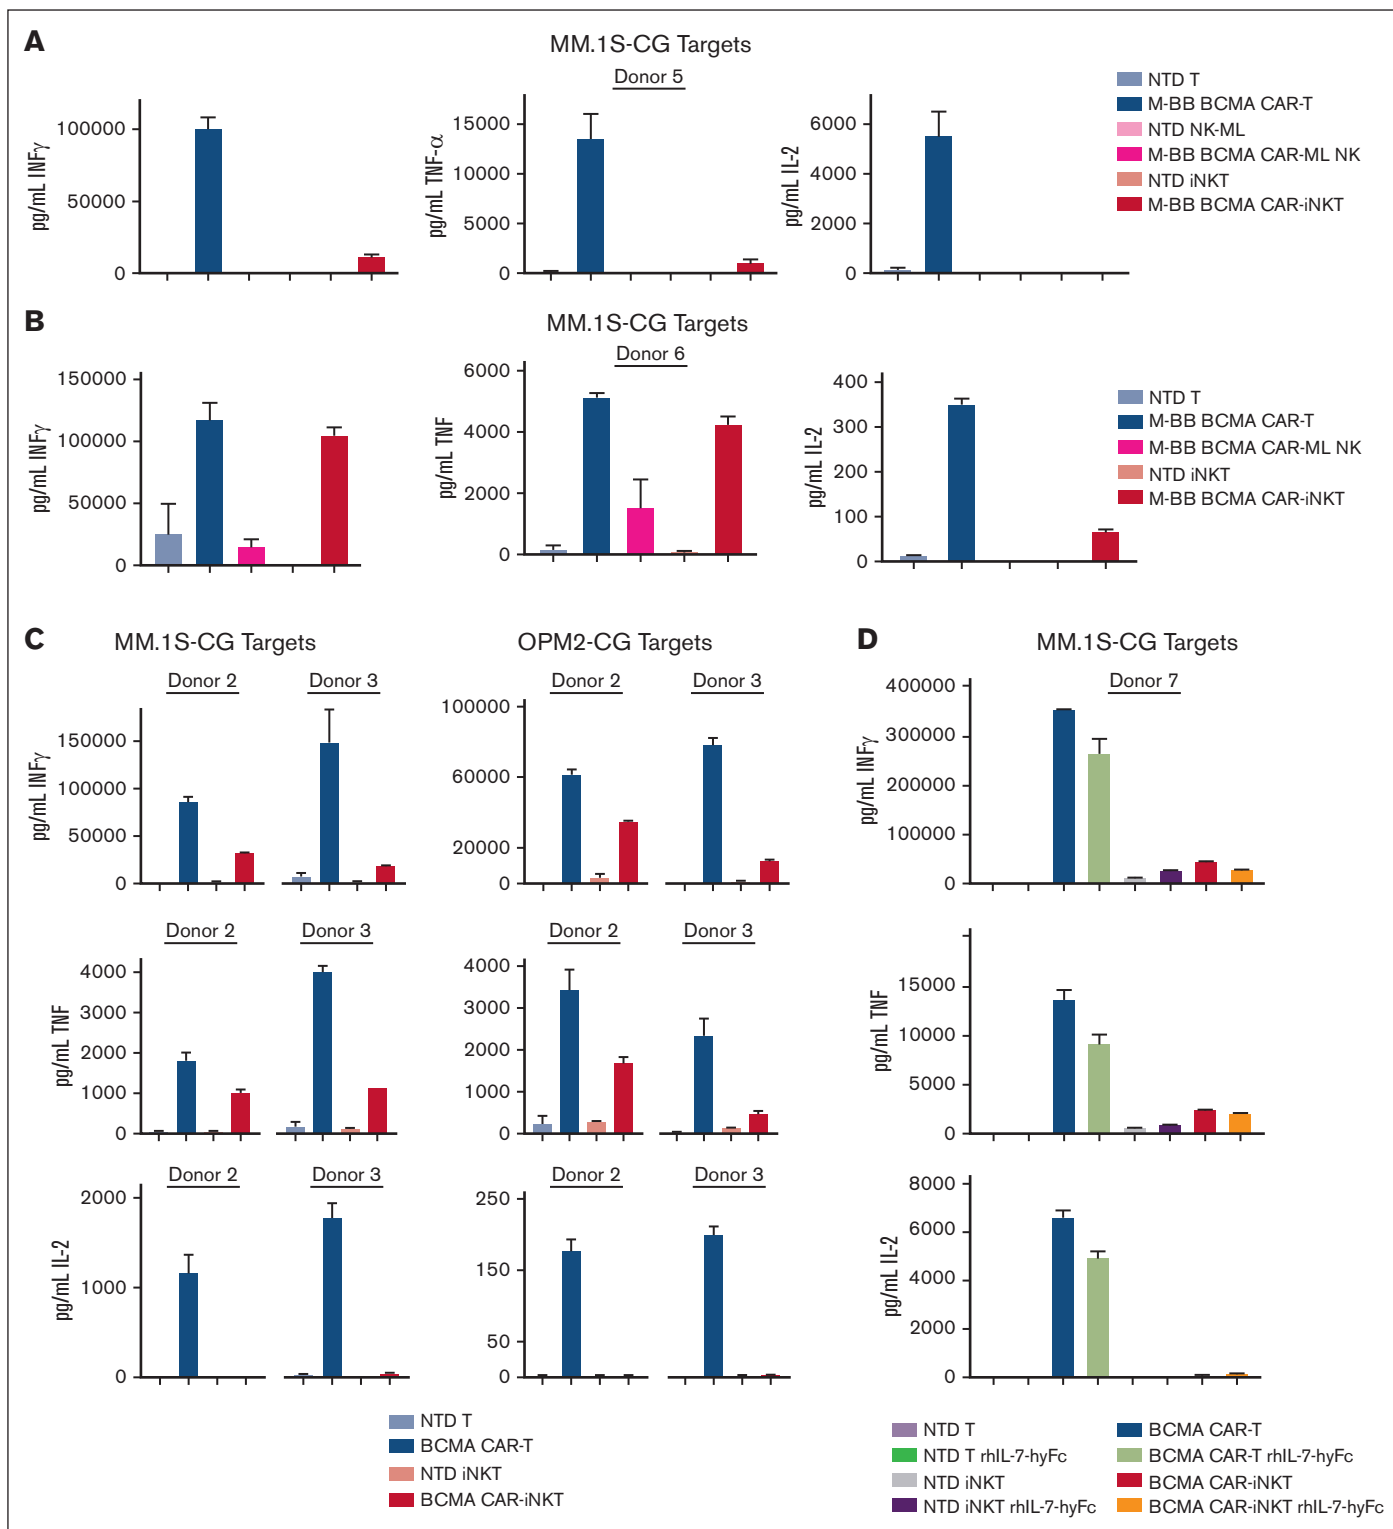 A
MM.1S-CG Targets
Donor 5
pg/mL INFγ
100000
50000
0
pg/mL TNF-α
15000
10000
5000
0
pg/mL IL-2
6000
4000
2000
0
NTD T
M-BB BCMA CAR-T
NTD NK-ML
M-BB BCMA CAR-ML NK
NTD iNKT
M-BB BCMA CAR-iNKT
B
MM.1S-CG Targets
Donor 6
pg/mL INFγ
150000
100000
50000
0
pg/mL TNF
6000
4000
2000
0
pg/mL IL-2
400
300
200
100
0
NTD T
M-BB BCMA CAR-T
M-BB BCMA CAR-ML NK
NTD iNKT
M-BB BCMA CAR-iNKT
C
MM.1S-CG Targets
OPM2-CG Targets
Donor 2
Donor 3
Donor 2
Donor 3
pg/mL INFγ
150000
100000
50000
0
100000
60000
20000
0
Donor 2
Donor 3
Donor 2
Donor 3
pg/mL TNF
4000
3000
2000
1000
0
4000
3000
2000
1000
0
Donor 2
Donor 3
Donor 2
Donor 3
pg/mL IL-2
2000
1000
0
250
150
50
0
NTD T
BCMA CAR-T
NTD iNKT
BCMA CAR-iNKT
D
MM.1S-CG Targets
Donor 7
pg/mL INFγ
400000
300000
200000
100000
0
pg/mL TNF
15000
10000
5000
0
pg/mL IL-2
8000
6000
4000
2000
0
NTD T
NTD T rhIL-7-hyFc
NTD iNKT
NTD iNKT rhIL-7-hyFc
BCMA CAR-T
BCMA CAR-T rhIL-7-hyFc
BCMA CAR-iNKT
BCMA CAR-iNKT rhIL-7-hyFc